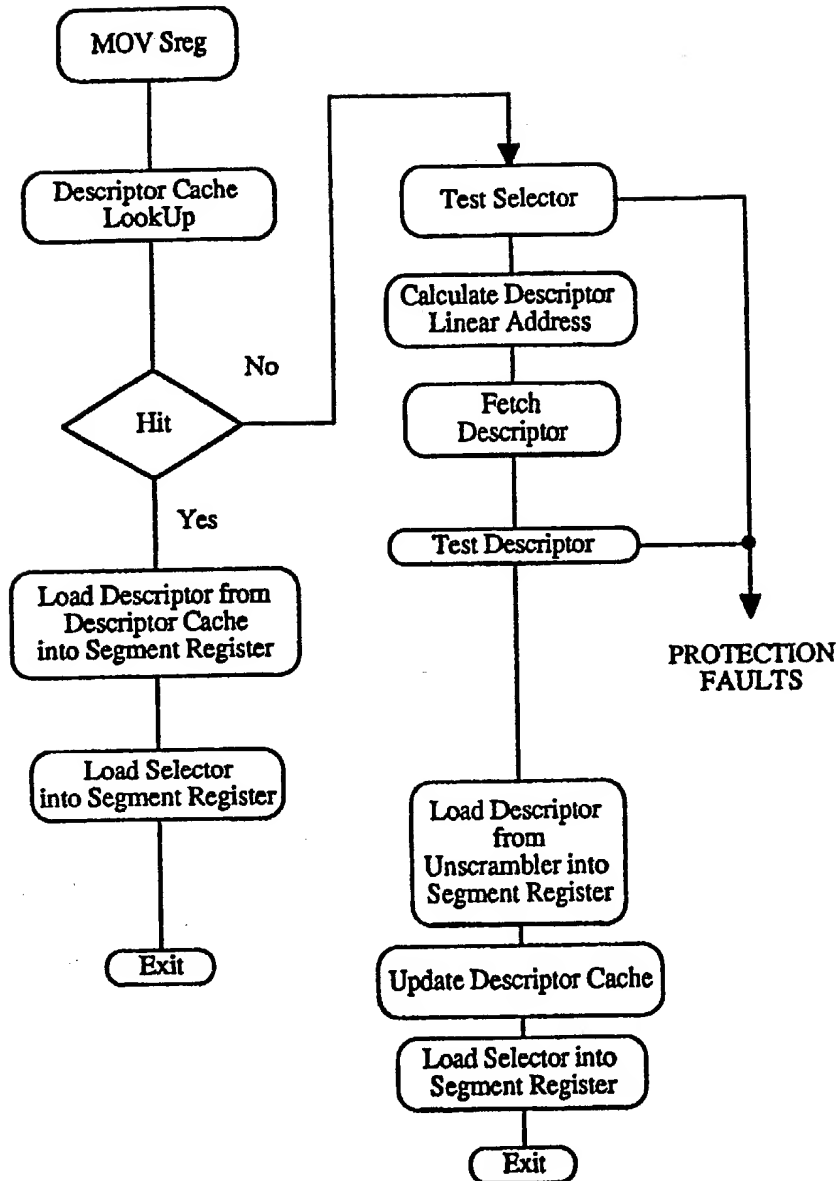 MOV Sreg
Descriptor Cache
LookUp
Hit
No
Yes
Load Descriptor from
Descriptor Cache
into Segment Register
Load Selector
into Segment Register
Exit
Test Selector
Calculate Descriptor
Linear Address
Fetch
Descriptor
Test Descriptor
PROTECTION
FAULTS
Load Descriptor
from
Unscrambler into
Segment Register
Update Descriptor Cache
Load Selector into
Segment Register
Exit